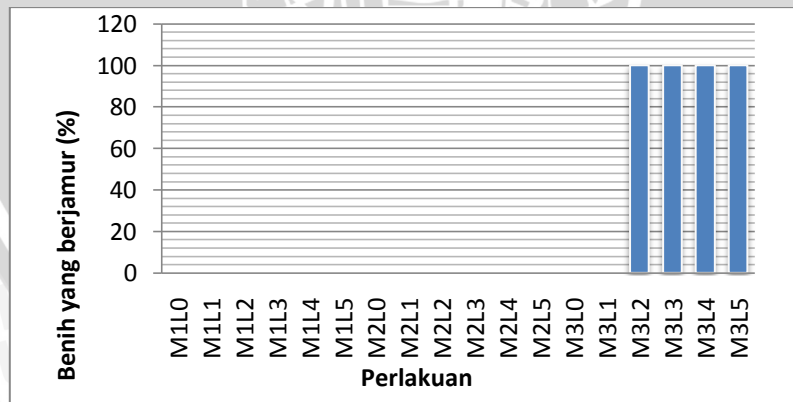 120
100
80
60
40
20
0
Benih yang berjamur (%)
M1L0
M1L1
M1L2
M1L3
M1L4
M1L5
M2L0
M2L1
M2L2
M2L3
M2L4
M2L5
M3L0
M3L1
M3L2
M3L3
M3L4
M3L5
Perlakuan